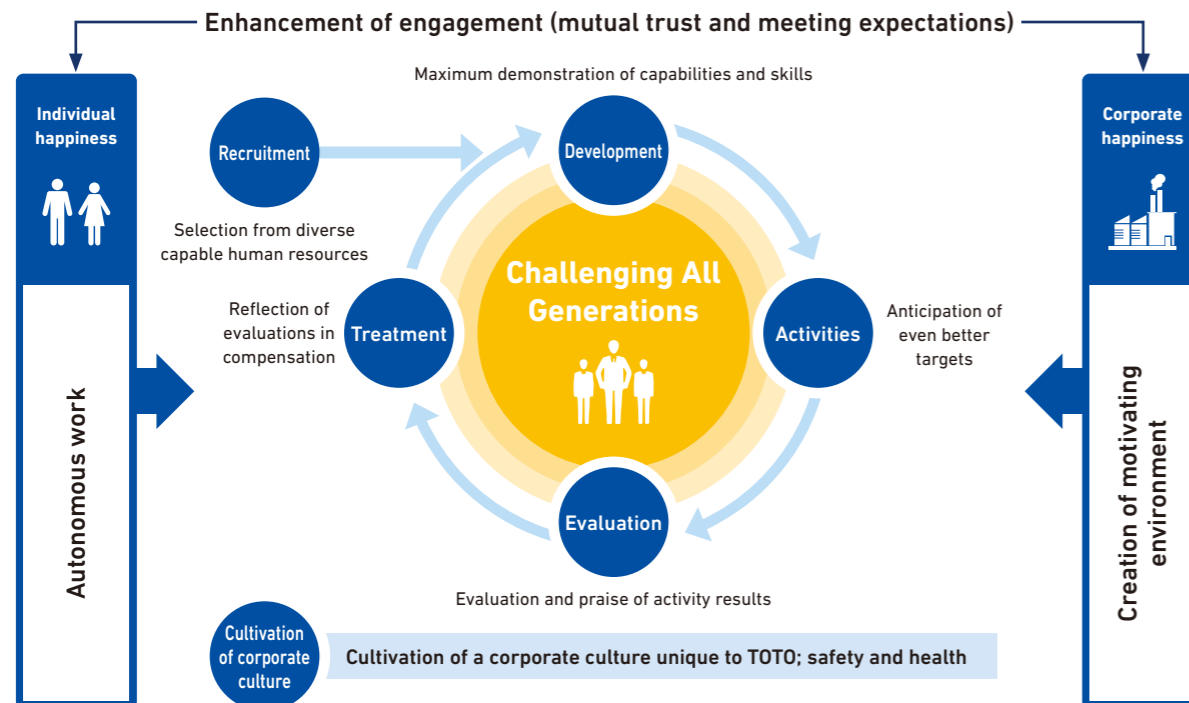 Enhancement of engagement (mutual trust and meeting expectations)
Individual
happiness
Autonomous work
Maximum demonstration of capabilities and skills
Recruitment
Development
Selection from diverse
capable human resources
Challenging All
Generations
Reflection of
evaluations in
compensation
Treatment
Activities
Anticipation of
even better
targets
Evaluation
Evaluation and praise of activity results
Cultivation
of corporate
culture
Cultivation of a corporate culture unique to TOTO; safety and health
Corporate
happiness
Creation of motivating
environment